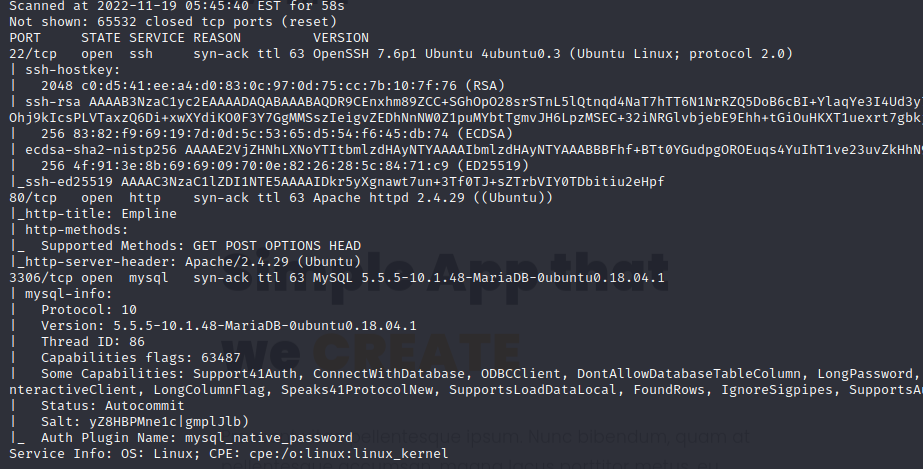 Scanned at 2022-11-19 05:45:40 EST for 58s
Not shown: 65532 closed tcp ports (reset)
PORT     STATE SERVICE REASON         VERSION
22/tcp   open  ssh     syn-ack ttl 63 OpenSSH 7.6p1 Ubuntu 4ubuntu0.3 (Ubuntu Linux; protocol 2.0)
| ssh-hostkey:
|   2048 c0:d5:41:ee:a4:d0:83:0c:97:0d:75:cc:7b:10:7f:76 (RSA)
| ssh-rsa AAAAB3NzaC1yc2EAAAADAQABAAABAQDR9CEnxhm89ZCC+SGhOpO28srSTnL5lQtnqd4NaT7hTT6N1NrRZQ5DoB6cBI+YlaqYe3I4Ud3y
Ohj9kIcsPLVTaxzQ6Di+xwXYdiKO0F3Y7GgMMSszIeigvZEDhNnNW0Z1puMYbtTgmvJH6LpzMSEC+32iNRGlvbjebE9Ehh+tGiOuHKXT1uexrt7gbk
|   256 83:82:f9:69:19:7d:0d:5c:53:65:d5:54:f6:45:db:74 (ECDSA)
| ecdsa-sha2-nistp256 AAAAE2VjZHNhLXNoYTItbmlzdHAyNTYAAAAIbmlzdHAyNTYAAABBBFhf+BTt0YGudpgOROEuqs4YuIhT1ve23uvZkHhN
|   256 4f:91:3e:8b:69:69:09:70:0e:82:26:28:5c:84:71:c9 (ED25519)
|_ssh-ed25519 AAAAC3NzaC1lZDI1NTE5AAAAIDkr5yXgnawt7un+3Tf0TJ+sZTrbVIY0TDbitiu2eHpf
80/tcp   open  http    syn-ack ttl 63 Apache httpd 2.4.29 ((Ubuntu))
|_http-title: Empline
| http-methods:
|_  Supported Methods: GET POST OPTIONS HEAD
|_http-server-header: Apache/2.4.29 (Ubuntu)
Simple App that
3306/tcp open  mysql   syn-ack ttl 63 MySQL 5.5.5-10.1.48-MariaDB-0ubuntu0.18.04.1
| mysql-info:
|   Protocol: 10
|   Version: 5.5.5-10.1.48-MariaDB-0ubuntu0.18.04.1
|   Thread ID: 86
we CREATE
|   Capabilities flags: 63487
|   Some Capabilities: Support41Auth, ConnectWithDatabase, ODBCClient, DontAllowDatabaseTableColumn, LongPassword,
nteractiveClient, LongColumnFlag, Speaks41ProtocolNew, SupportsLoadDataLocal, FoundRows, IgnoreSigpipes, SupportsAu
|   Status: Autocommit
|   Salt: yZ8HBPMne1c|gmplJlb)
|_  Auth Plugin Name: mysql_native_password
Service Info: OS: Linux; CPE: cpe:/o:linux:linux_kernel